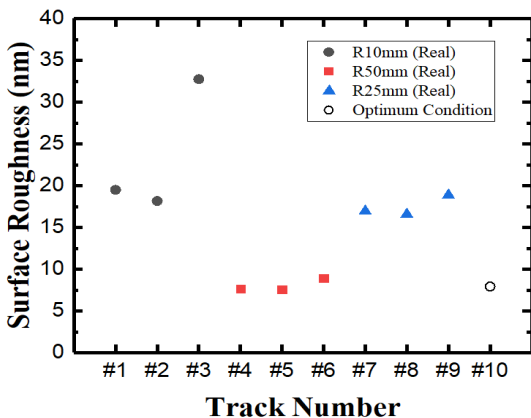 40
35
30
25
20
15
10
5
0
Surface Roughness (nm)
R10mm (Real)
R50mm (Real)
R25mm (Real)
Optimum Condition
#1 #2 #3 #4 #5 #6 #7 #8 #9 #10
Track Number